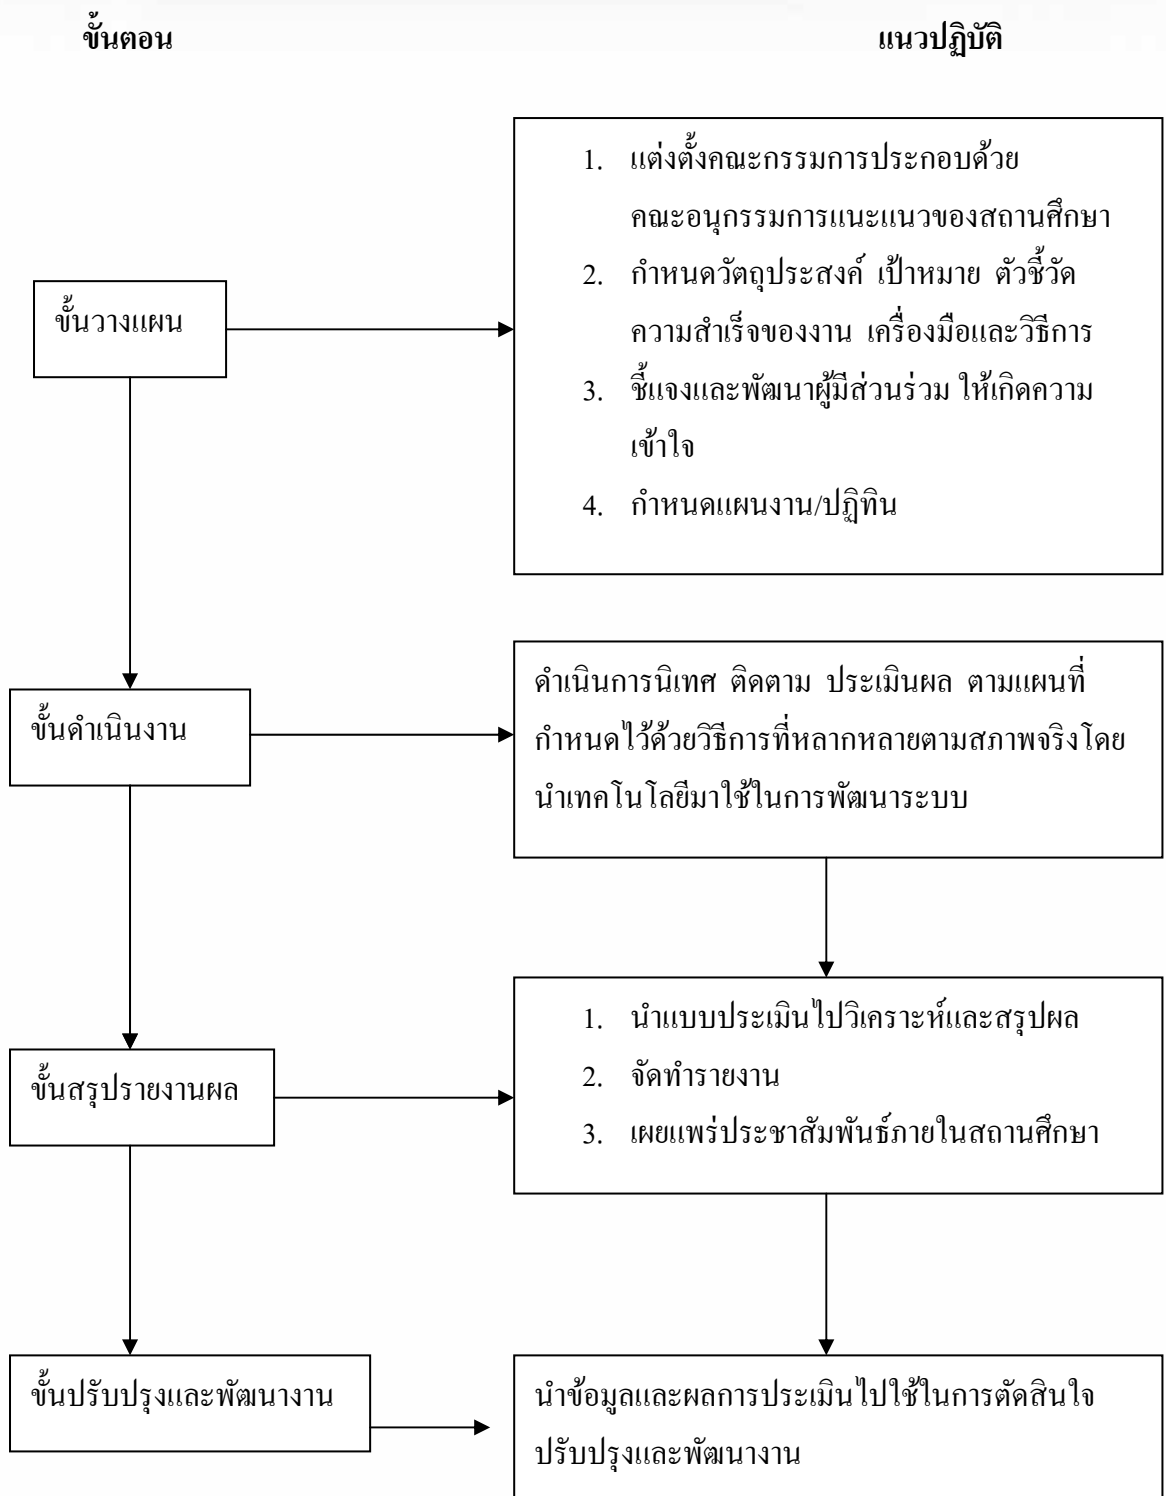 ขั้นตอน
แนวปฏิบัติ
1. แต่งตั้งคณะกรรมการประกอบด้วย
คณะอนุกรรมการแนะแนวของสถานศึกษา
2. กำหนดวัตถุประสงค์ เป้าหมาย ตัวชี้วัด
ความสำเร็จของงาน เครื่องมือและวิธีการ
3. ชี้แจงและพัฒนาผู้มีส่วนร่วม ให้เกิดความ
เข้าใจ
4. กำหนดแผนงาน/ปฏิทิน
ขั้นวางแผน
ดำเนินการนิเทศ ติดตาม ประเมินผล ตามแผนที่
กำหนดไว้ด้วยวิธีการที่หลากหลายตามสภาพจริงโดย
นำเทคโนโลยีมาใช้ในการพัฒนาระบบ
ขั้นดำเนินงาน
1. นำแบบประเมินไปวิเคราะห์และสรุปผล
2. จัดทำรายงาน
3. เผยแพร่ประชาสัมพันธ์ภายในสถานศึกษา
ขั้นสรุปรายงานผล
ขั้นปรับปรุงและพัฒนางาน
นำข้อมูลและผลการประเมินไปใช้ในการตัดสินใจ
ปรับปรุงและพัฒนางาน